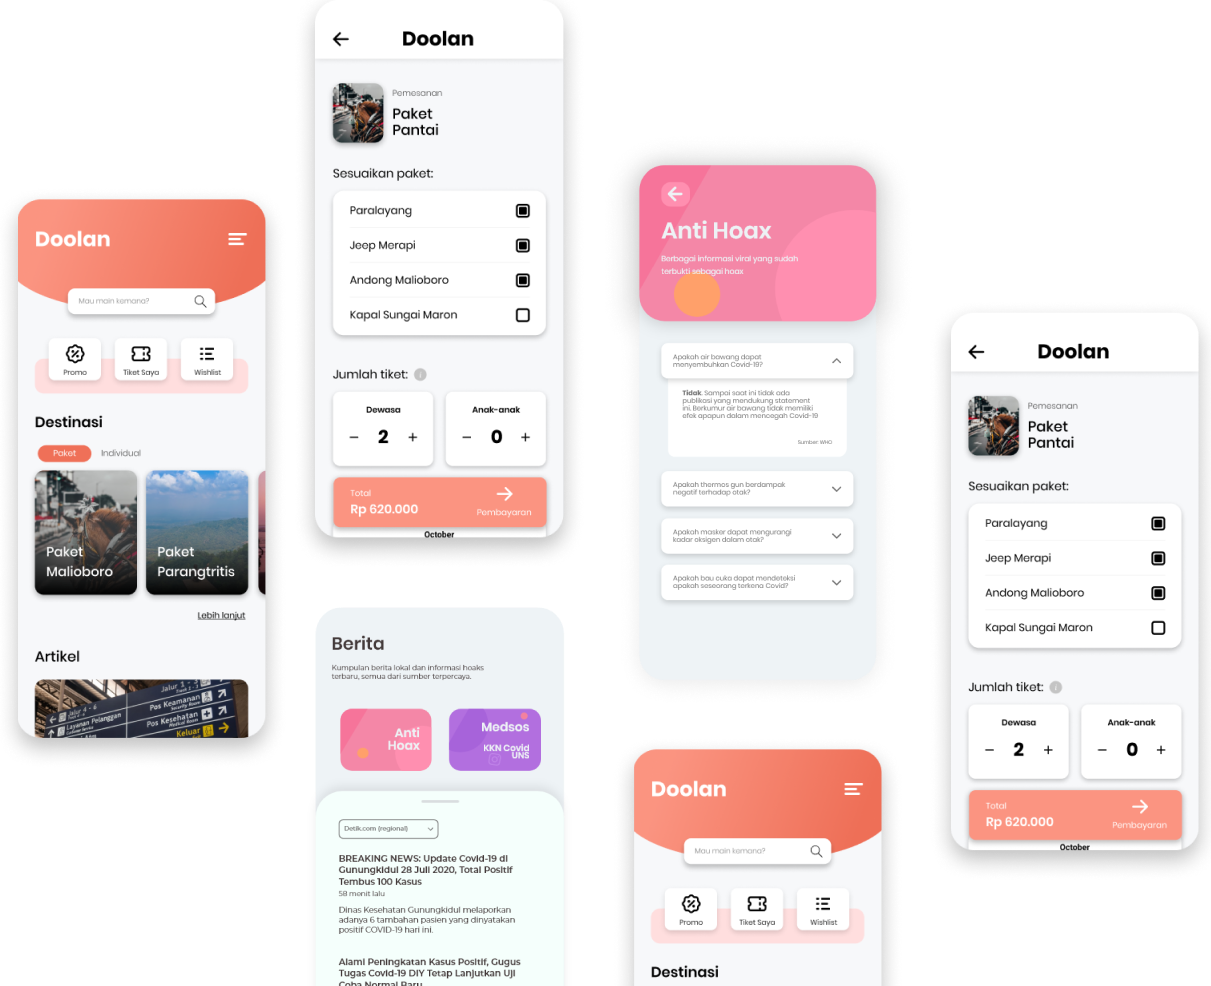 Doolan
Mau main kemana?
Promo
Tiket Saya
Wishlist
Destinasi
Paket
Individual
Paket
Malioboro
Paket
Parangtritis
Lebih lanjut
Artikel
Jalur 1 - 6
Layanan Pelanggan
Pos Keamanan
Pos Kesehatan
Keluar
Doolan
Pemesanan
Paket
Pantai
Sesuaikan paket:
Paralayang
Jeep Merapi
Andong Malioboro
Kapal Sungai Maron
Jumlah tiket:
Dewasa
Anak-anak
− 2 +
− 0 +
Total
Rp 620.000
Pembayaran
October
Berita
Kumpulan berita lokal dan informasi hoaks
terbaru, semua dari sumber terpercaya.
Anti
Hoax
Medsos
KKN Covid
UNS
Detik.com (regional)
BREAKING NEWS: Update Covid-19 di
Gunungkidul 28 Juli 2020, Total Positif
Tembus 100 Kasus
58 menit lalu
Dinas Kesehatan Gunungkidul melaporkan
adanya 6 tambahan pasien yang dinyatakan
positif COVID-19 hari ini.
Alami Peningkatan Kasus Positif, Gugus
Tugas Covid-19 DIY Tetap Lanjutkan Uji
Coba Normal Baru
Anti Hoax
Berbagai informasi viral yang sudah
terbukti sebagai hoax
Apakah air bawang dapat
menyembuhkan Covid-19?
Tidak. Sampai saat ini tidak ada
publikasi yang mendukung statement
ini. Berkumur air bawang tidak memiliki
efek apapun dalam mencegah Covid-19
Sumber: WHO
Apakah thermos gun berdampak
negatif terhadap otak?
Apakah masker dapat mengurangi
kadar oksigen dalam otak?
Apakah bau cuka dapat mendeteksi
apakah seseorang terkena Covid?
Doolan
Mau main kemana?
Promo
Tiket Saya
Wishlist
Destinasi
Doolan
Pemesanan
Paket
Pantai
Sesuaikan paket:
Paralayang
Jeep Merapi
Andong Malioboro
Kapal Sungai Maron
Jumlah tiket:
Dewasa
Anak-anak
− 2 +
− 0 +
Total
Rp 620.000
Pembayaran
October